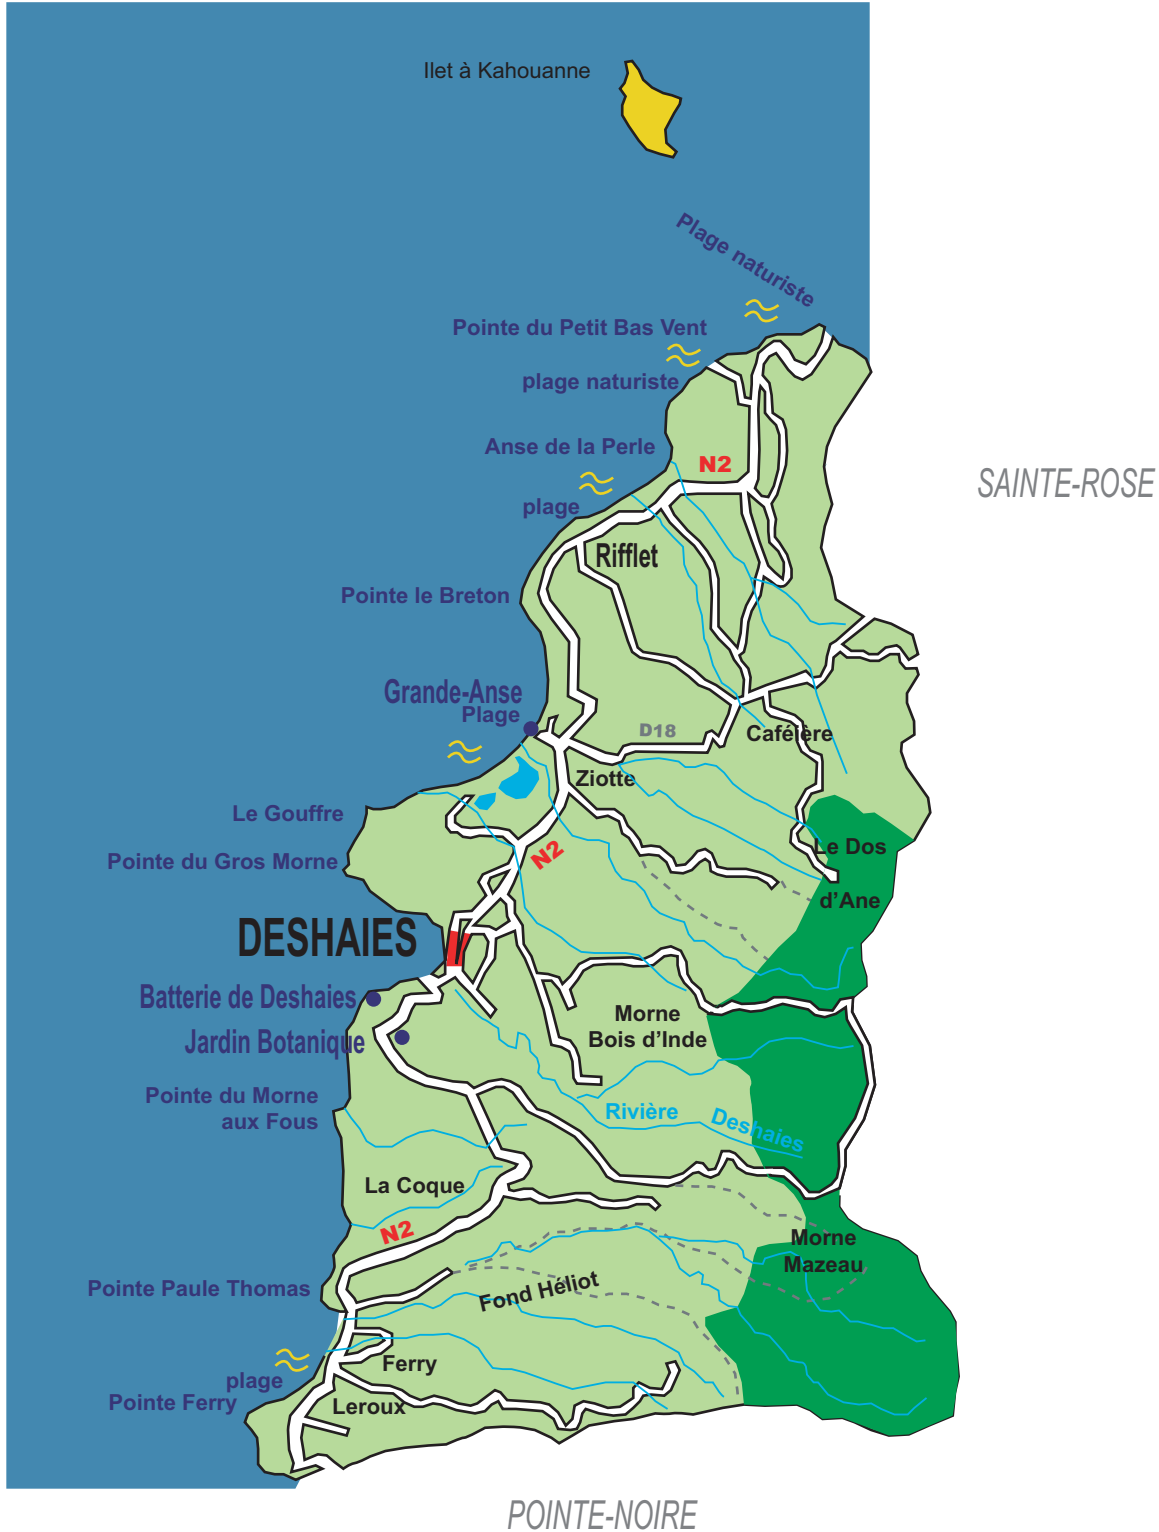 Ilet à Kahouanne
Plage naturiste
Pointe du Petit Bas Vent
plage naturiste
Anse de la Perle
N2
SAINTE-ROSE
plage
Rifflet
Pointe le Breton
Grande-Anse
Plage
D18
Caféière
Ziotte
Le Gouffre
Pointe du Gros Morne
N2
Le Dos
d'Ane
DESHAIES
Batterie de Deshaies
Jardin Botanique
Morne
Bois d'Inde
Pointe du Morne
aux Fous
Rivière Deshaies
La Coque
N2
Morne
Mazeau
Pointe Paule Thomas
Fond Héliot
Ferry
plage
Pointe Ferry
Leroux
POINTE-NOIRE